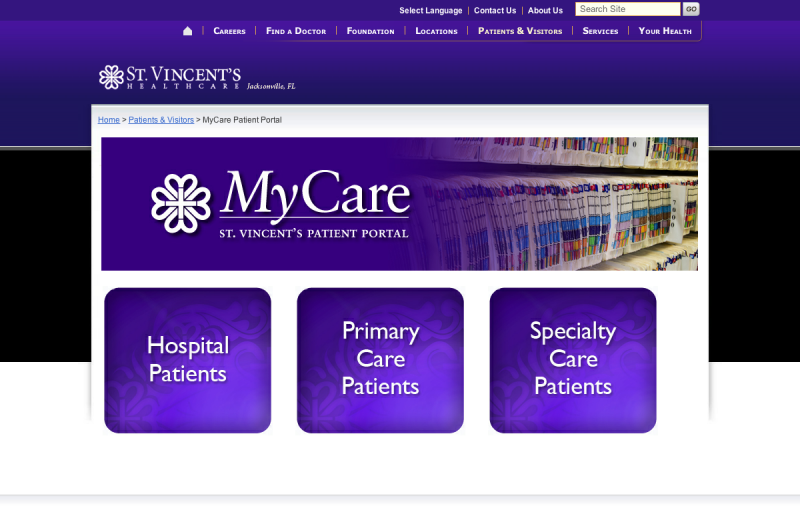 Select Language | Contact Us | About Us
Search Site GO
Careers | Find a Doctor | Foundation | Locations | Patients & Visitors | Services | Your Health
St. Vincent's
HEALTHCARE Jacksonville, FL
Home > Patients & Visitors > MyCare Patient Portal
MyCare
St. Vincent's Patient Portal
Hospital
Patients
Primary
Care
Patients
Specialty
Care
Patients